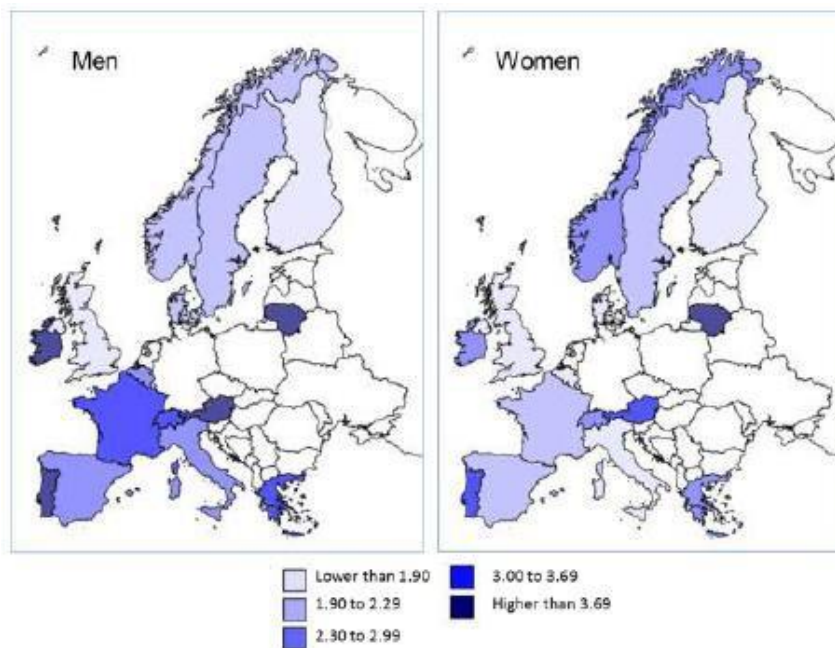 Men
Women
Lower than 1.90
1.90 to 2.29
2.30 to 2.99
3.00 to 3.69
Higher than 3.69